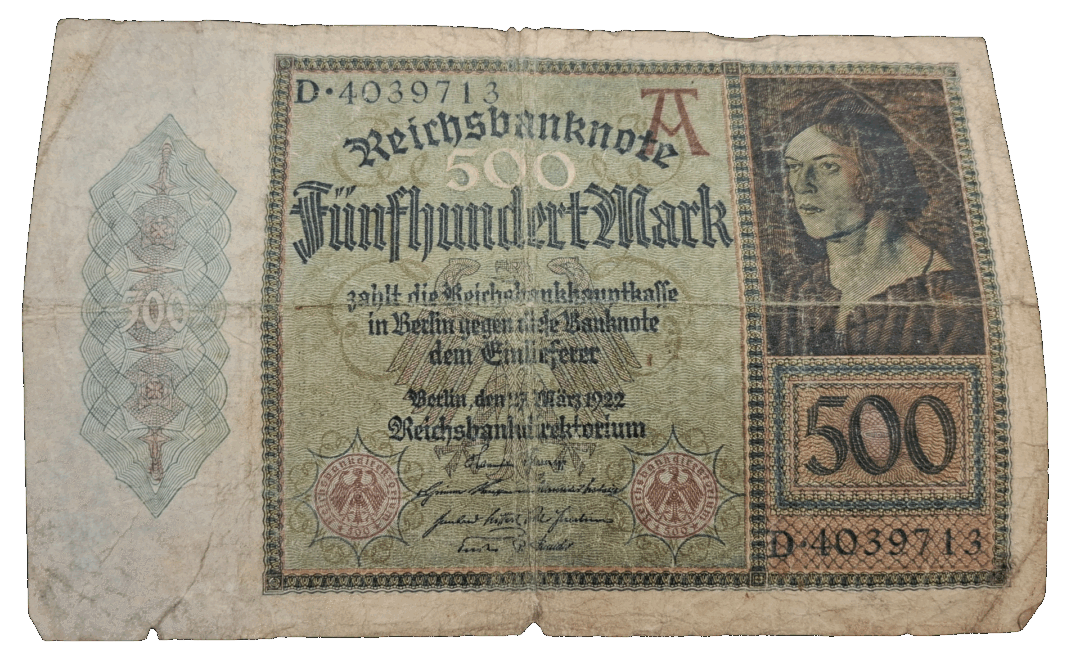 D·4039713
A
Reichsbanknote
500
Fünfhundert Mark
zahlt die Reichsbankhauptkasse
in Berlin gegen diese Banknote
dem Einlieferer
Berlin, den 27. März 1922
Reichsbankdirektorium
500
500
D·4039713